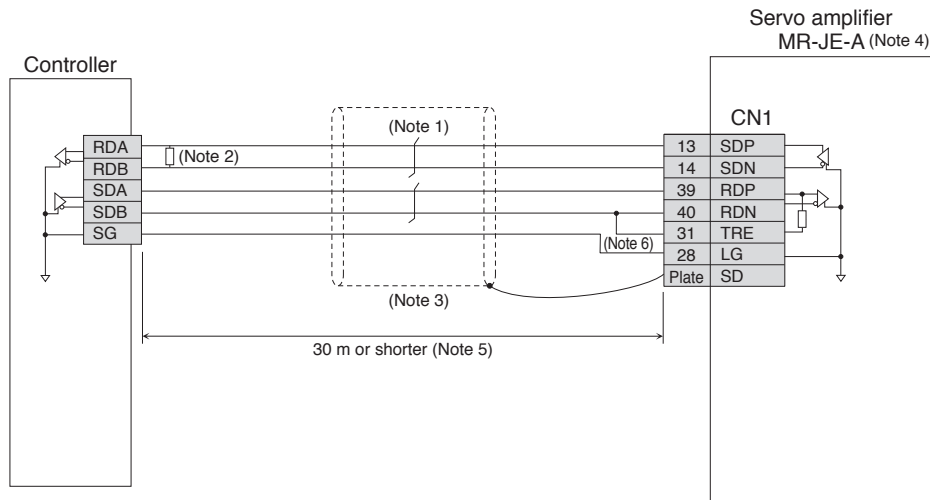 Servo amplifier
MR-JE-A (Note 4)
Controller
CN1
(Note 1)
(Note 2)
RDA
RDB
SDA
SDB
SG
13 SDP
14 SDN
39 RDP
40 RDN
31 TRE
28 LG
Plate SD
(Note 6)
(Note 3)
30 m or shorter (Note 5)